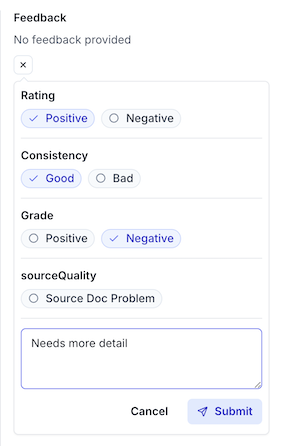 Feedback
No feedback provided
×
Rating
Positive Negative
Consistency
Good Bad
Grade
Positive Negative
sourceQuality
Source Doc Problem
Needs more detail
Cancel Submit